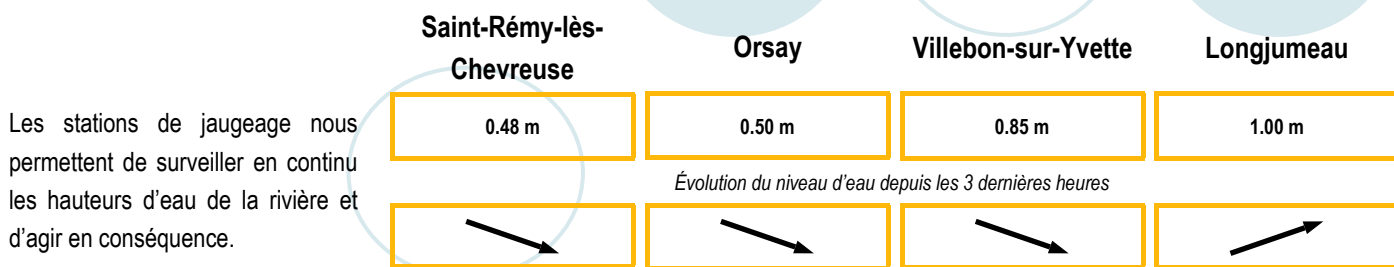 Saint-Rémy-lès-
Chevreuse
Orsay
Villebon-sur-Yvette
Longjumeau
Les stations de jaugeage nous
permettent de surveiller en continu
les hauteurs d'eau de la rivière et
d'agir en conséquence.
0.48 m
0.50 m
0.85 m
1.00 m
Évolution du niveau d'eau depuis les 3 dernières heures